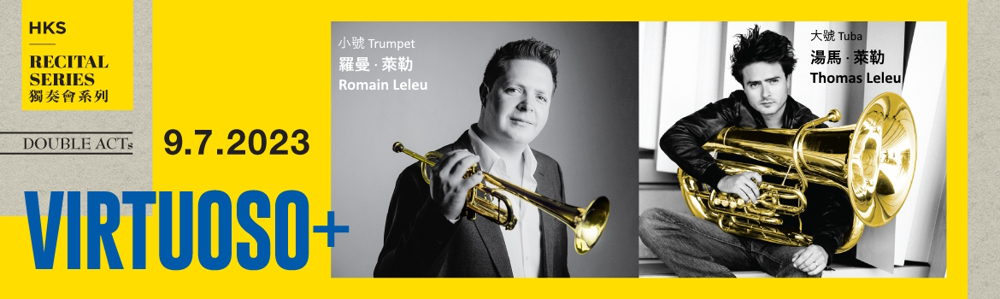 HKS
RECITAL
SERIES
獨奏會系列
DOUBLE ACTs
9.7.2023
VIRTUOSO+
小號 Trumpet
羅曼 · 萊勒
Romain Leleu
大號 Tuba
湯馬 · 萊勒
Thomas Leleu